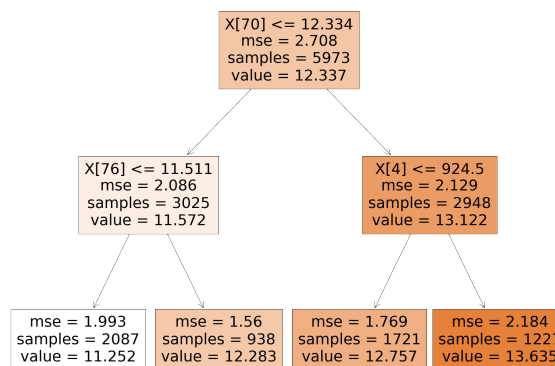 X[70] <= 12.334
mse = 2.708
samples = 5973
value = 12.337
X[76] <= 11.511
mse = 2.086
samples = 3025
value = 11.572
X[4] <= 924.5
mse = 2.129
samples = 2948
value = 13.122
mse = 1.993
samples = 2087
value = 11.252
mse = 1.56
samples = 938
value = 12.283
mse = 1.769
samples = 1721
value = 12.757
mse = 2.184
samples = 1227
value = 13.635